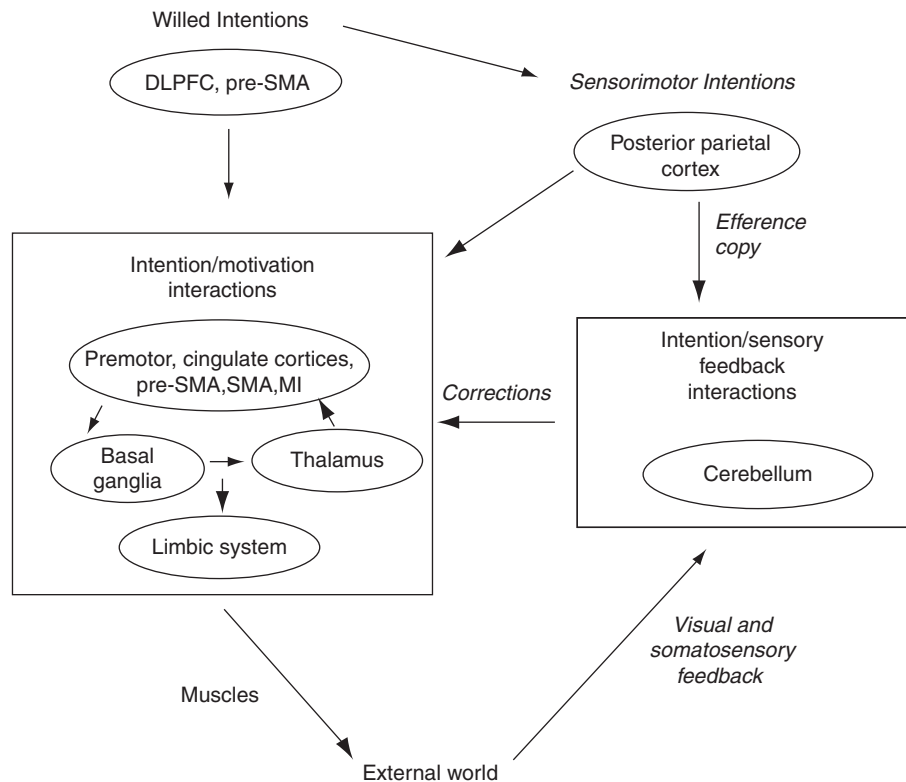 Willed Intentions
DLPFC, pre-SMA
Sensorimotor Intentions
Posterior parietal
cortex
Efference
copy
Intention/motivation
interactions
Premotor, cingulate cortices,
pre-SMA,SMA,MI
Basal
ganglia
Thalamus
Limbic system
Corrections
Intention/sensory
feedback
interactions
Cerebellum
Visual and
somatosensory
feedback
Muscles
External world